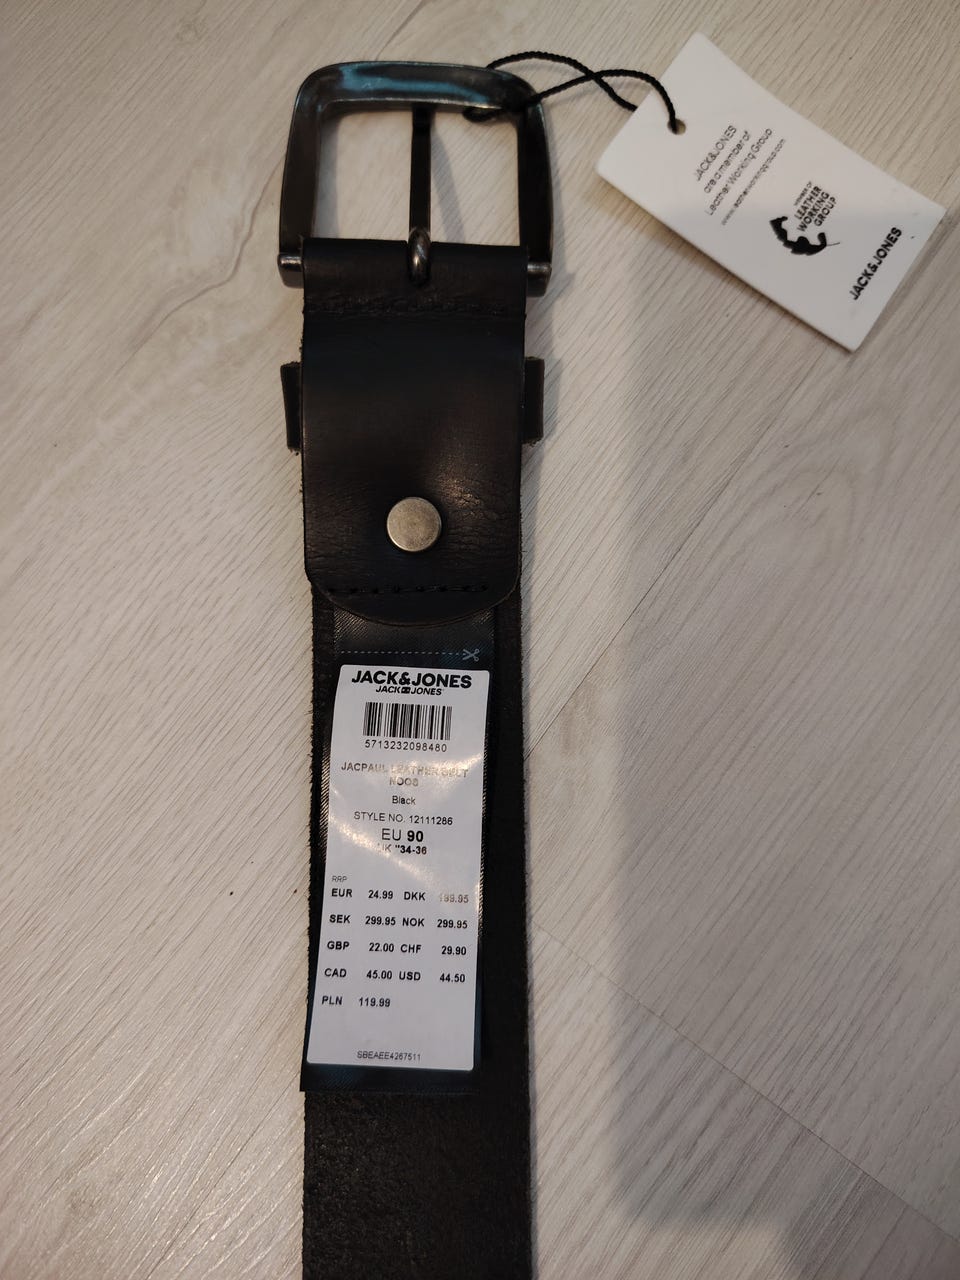 JACK&JONES
are a member of
Leather Working Group
www.leatherworkinggroup.com
MEMBER OF
LEATHER
WORKING
GROUP
JACK&JONES
JACK&JONES
JACK JONES
5713232098480
JACPAUL LEATHER BELT
NOOS
Black
STYLE NO. 12111286
EU 90
UK "34-36
RRP
EUR 24.99 DKK 199.95
SEK 299.95 NOK 299.95
GBP 22.00 CHF 29.90
CAD 45.00 USD 44.50
PLN 119.99
SBEAEE4267511